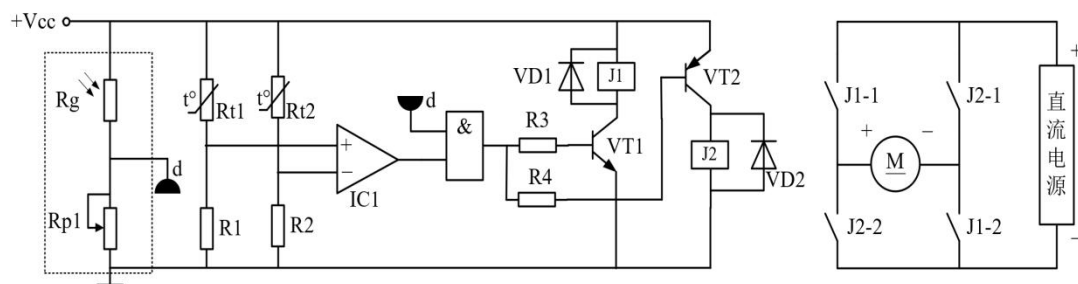 +Vcc
Rg
Rp1
d
t°
Rt1
t°
Rt2
R1
R2
+
−
IC1
d
&
R3
R4
VD1
J1
VT1
VT2
J2
VD2
J1-1
J2-1
+
M
−
J2-2
J1-2
+
直流电源
−